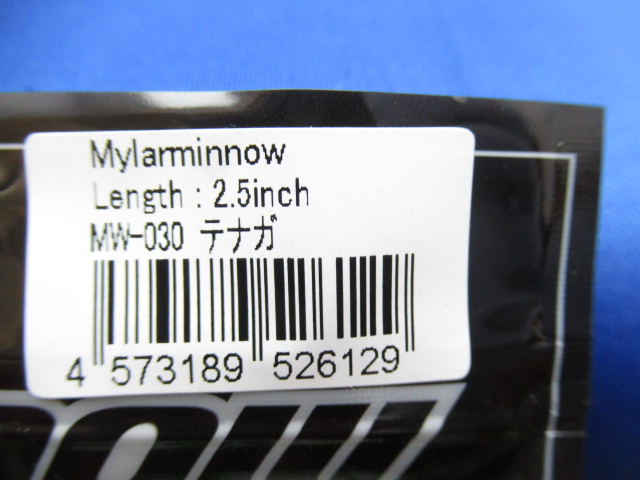 Mylarminnow
Length : 2.5inch
MW-030 テナガ
4 573189 526129